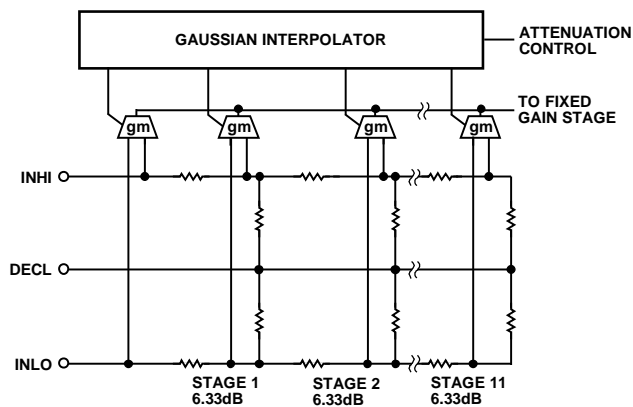 GAUSSIAN INTERPOLATOR
ATTENUATION
CONTROL
TO FIXED
GAIN STAGE
gm
gm
gm
gm
INHI
DECL
INLO
STAGE 1
6.33dB
STAGE 2
6.33dB
STAGE 11
6.33dB